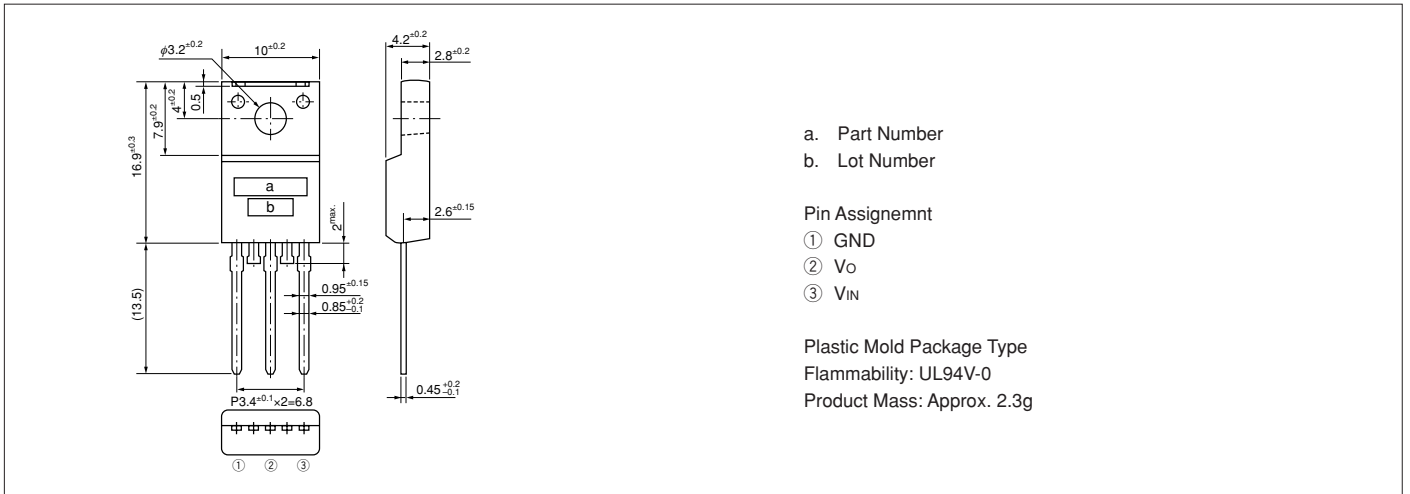 φ3.2±0.2
10±0.2
4.2±0.2
2.8±0.2
16.9±0.3
7.9±0.2
4±0.2
0.5
a
b
2max.
2.6±0.15
(13.5)
0.95±0.15
0.85+0.2−0.1
0.45+0.2−0.1
P3.4±0.1×2=6.8
① ② ③
a. Part Number
b. Lot Number
Pin Assignemnt
① GND
② VO
③ VIN
Plastic Mold Package Type
Flammability: UL94V-0
Product Mass: Approx. 2.3g